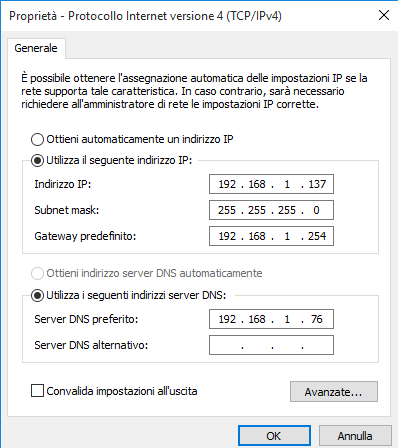 Proprietà - Protocollo Internet versione 4 (TCP/IPv4)
Generale
È possibile ottenere l'assegnazione automatica delle impostazioni IP se la
rete supporta tale caratteristica. In caso contrario, sarà necessario
richiedere all'amministratore di rete le impostazioni IP corrette.
Ottieni automaticamente un indirizzo IP
Utilizza il seguente indirizzo IP:
Indirizzo IP: 192 . 168 . 1 . 137
Subnet mask: 255 . 255 . 255 . 0
Gateway predefinito: 192 . 168 . 1 . 254
Ottieni indirizzo server DNS automaticamente
Utilizza i seguenti indirizzi server DNS:
Server DNS preferito: 192 . 168 . 1 . 76
Server DNS alternativo: . . .
Convalida impostazioni all'uscita Avanzate...
OK Annulla